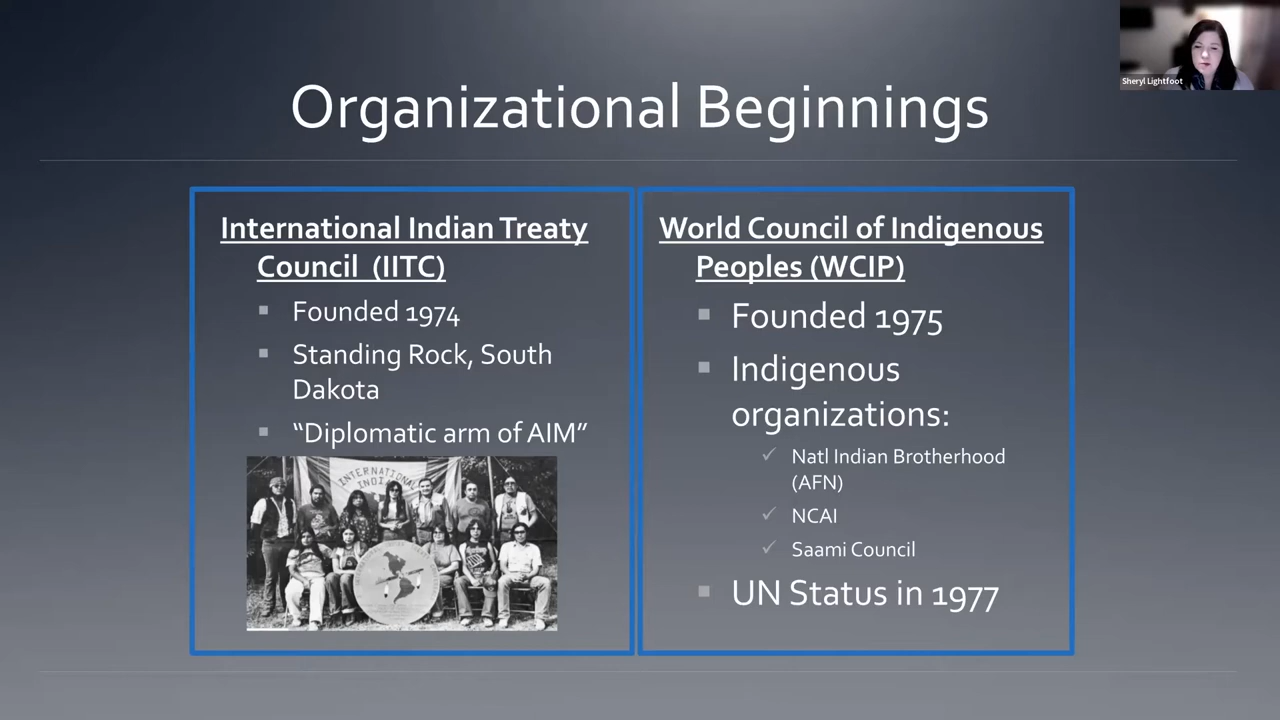 Sheryl Lightfoot
Organizational Beginnings
International Indian Treaty
Council (IITC)
Founded 1974
Standing Rock, South
Dakota
“Diplomatic arm of AIM”
INTERNATIONAL
World Council of Indigenous
Peoples (WCIP)
Founded 1975
Indigenous
organizations:
Natl Indian Brotherhood
(AFN)
NCAI
Saami Council
UN Status in 1977